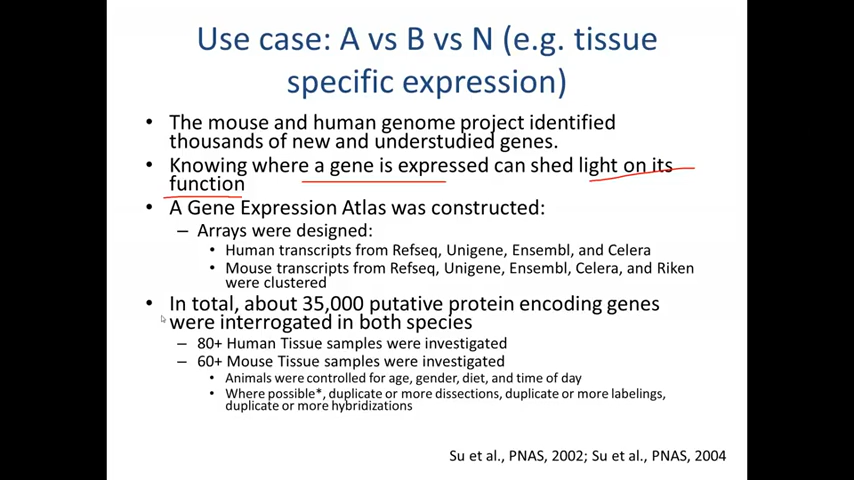 Use case: A vs B vs N (e.g. tissue
specific expression)
• The mouse and human genome project identified
thousands of new and understudied genes.
• Knowing where a gene is expressed can shed light on its
function
• A Gene Expression Atlas was constructed:
– Arrays were designed:
• Human transcripts from Refseq, Unigene, Ensembl, and Celera
• Mouse transcripts from Refseq, Unigene, Ensembl, Celera, and Riken
were clustered
• In total, about 35,000 putative protein encoding genes
were interrogated in both species
– 80+ Human Tissue samples were investigated
– 60+ Mouse Tissue samples were investigated
• Animals were controlled for age, gender, diet, and time of day
• Where possible*, duplicate or more dissections, duplicate or more labelings,
duplicate or more hybridizations
Su et al., PNAS, 2002; Su et al., PNAS, 2004